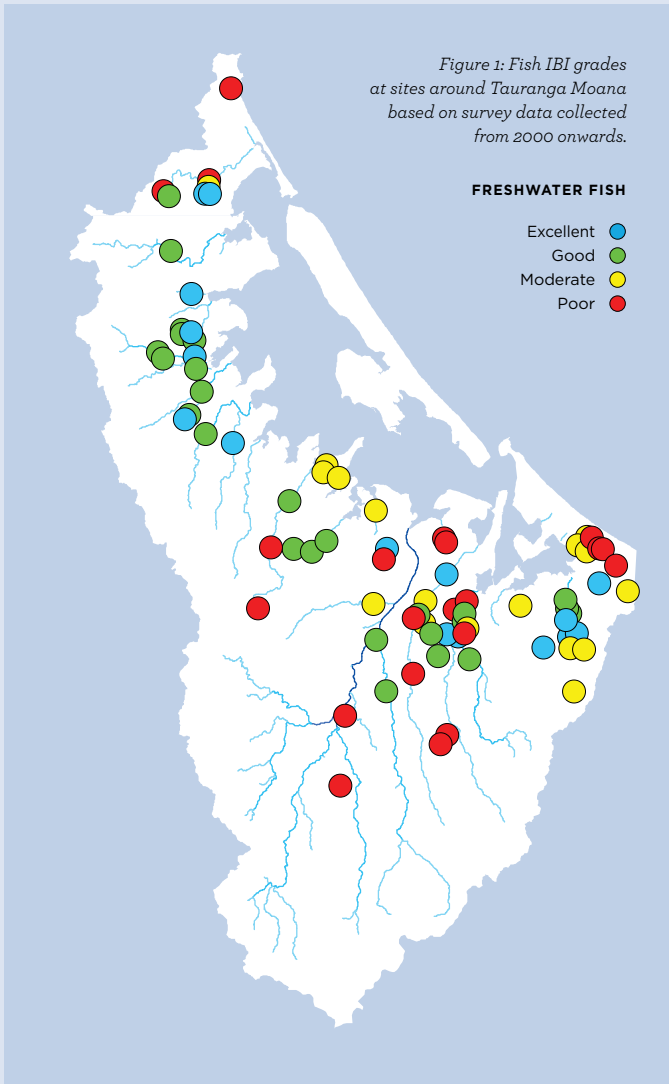 Figure 1: Fish IBI grades
at sites around Tauranga Moana
based on survey data collected
from 2000 onwards.
FRESHWATER FISH
Excellent
Good
Moderate
Poor